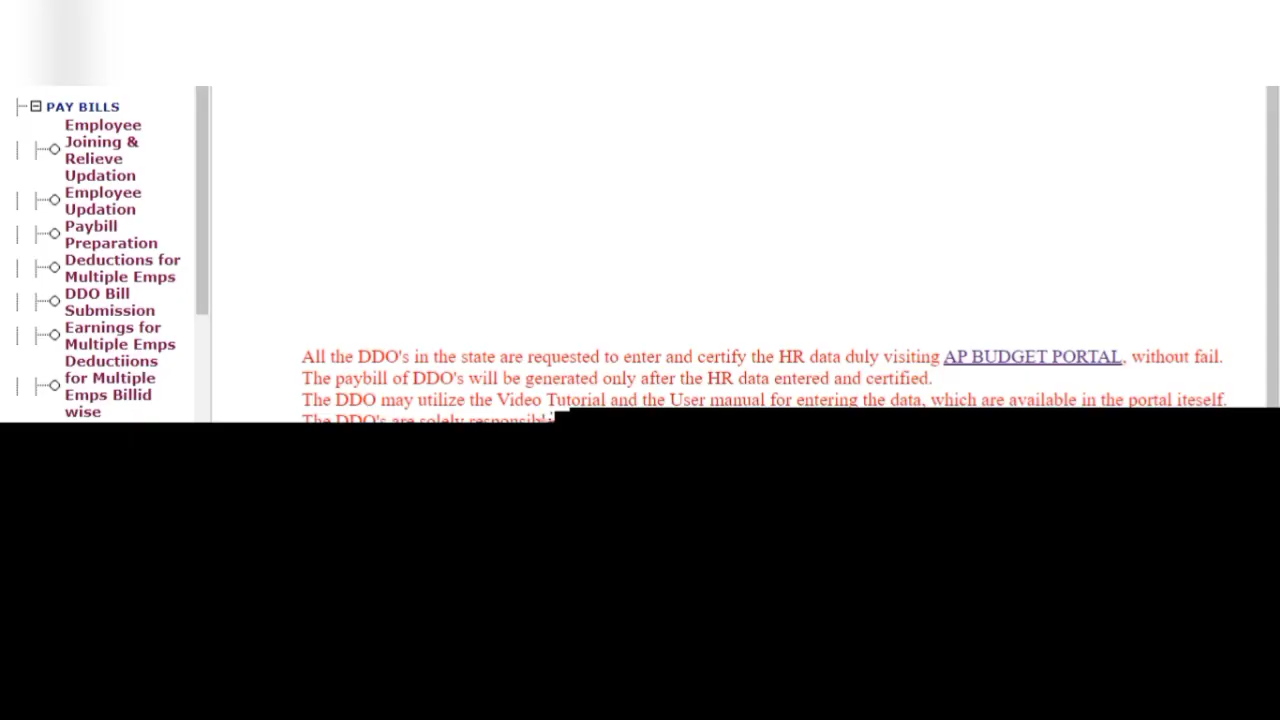 PAY BILLS
Employee
Joining &
Relieve
Updation
Employee
Updation
Paybill
Preparation
Deductions for
Multiple Emps
DDO Bill
Submission
Earnings for
Multiple Emps
Deductiions
for Multiple
Emps Billid
wise
All the DDO's in the state are requested to enter and certify the HR data duly visiting AP BUDGET PORTAL, without fail.
The paybill of DDO's will be generated only after the HR data entered and certified.
The DDO may utilize the Video Tutorial and the User manual for entering the data, which are available in the portal iteself.
The DDO's are solely